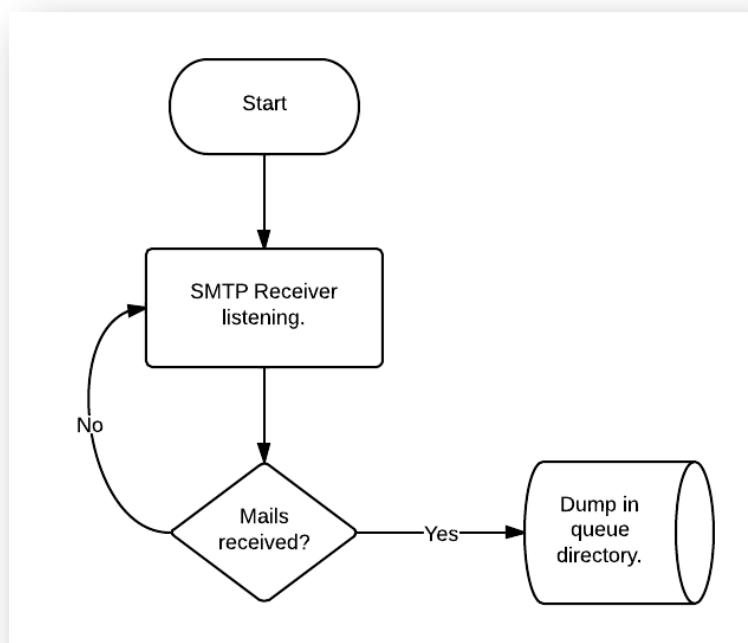 Start
SMTP Receiver
listening.
No
Mails
received?
Yes
Dump in
queue
directory.